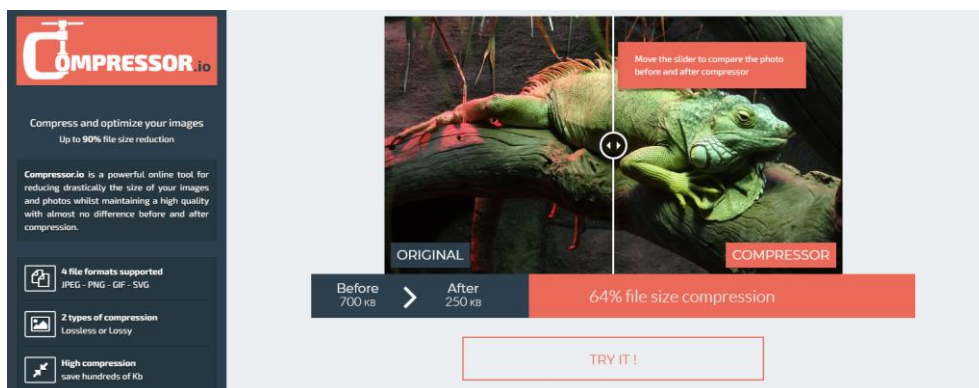 COMPRESSOR.io
Compress and optimize your images
Up to 90% file size reduction
Compressor.io is a powerful online tool for
reducing drastically the size of your images
and photos whilst maintaining a high quality
with almost no difference before and after
compression.
4 file formats supported
JPEG - PNG - GIF - SVG
2 types of compression
Lossless or Lossy
High compression
save hundreds of Kb
Move the slider to compare the photo
before and after compressor
ORIGINAL
COMPRESSOR
Before
700 KB
After
250 KB
64% file size compression
TRY IT !